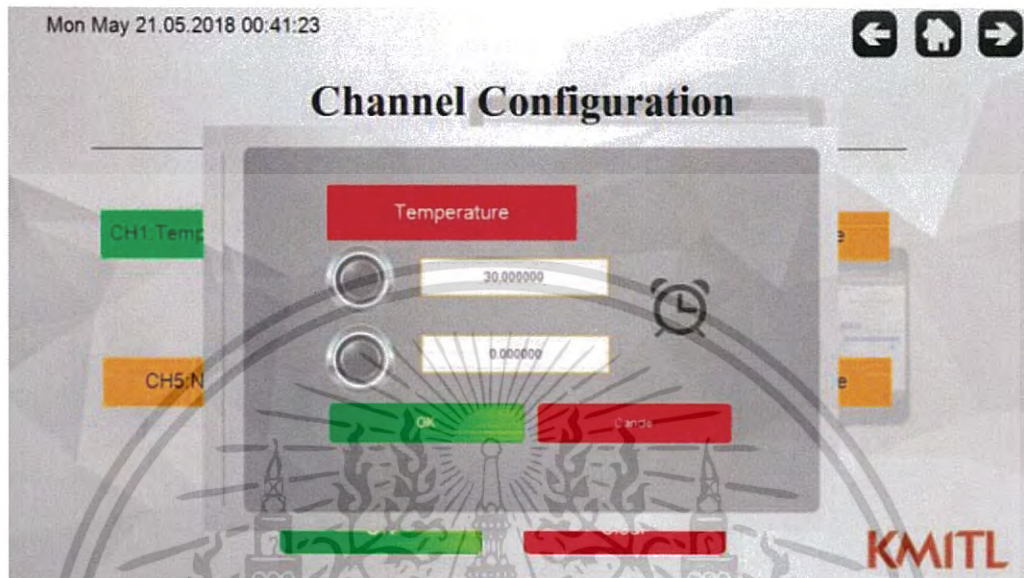 Mon May 21.05.2018 00:41:23
Channel Configuration
Temperature
CH1:Temp
e
30.000000
0.000000
CH5:N
e
OK
Cancle
KMITL